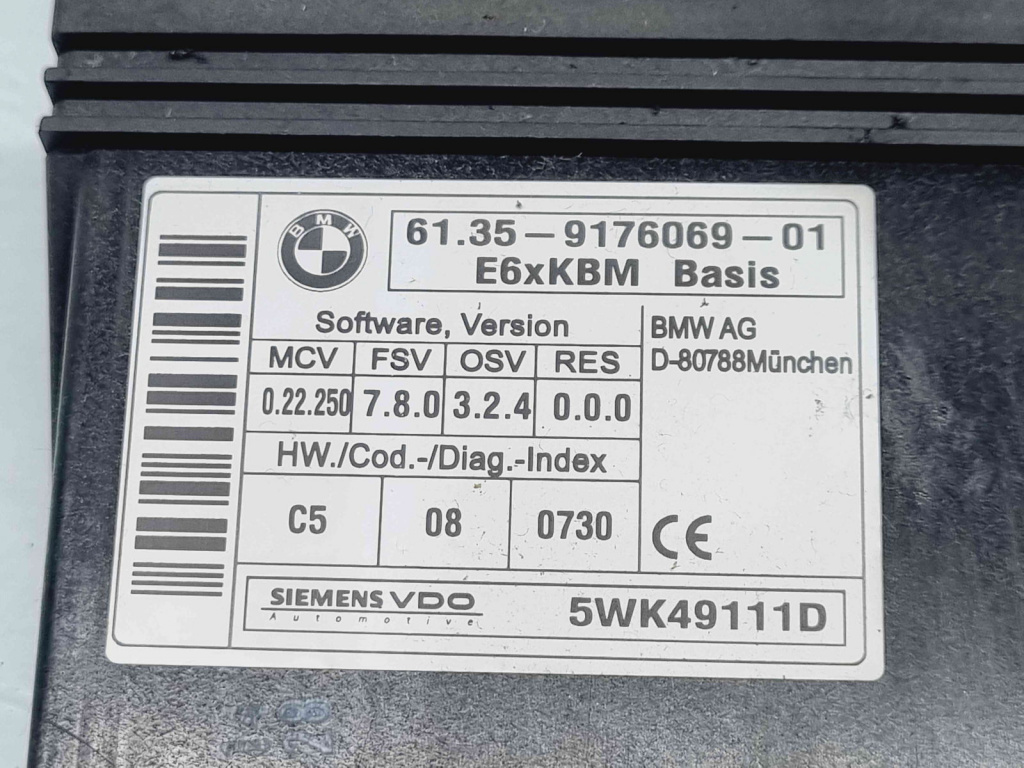 BMW
61.35-9176069-01
E6xKBM Basis
Software, Version
BMW AG
D-80788München
MCV FSV OSV RES
0.22.250 7.8.0 3.2.4 0.0.0
HW./Cod.-/Diag.-Index
C5 08 0730
CE
SIEMENS VDO
Automotive
5WK49111D